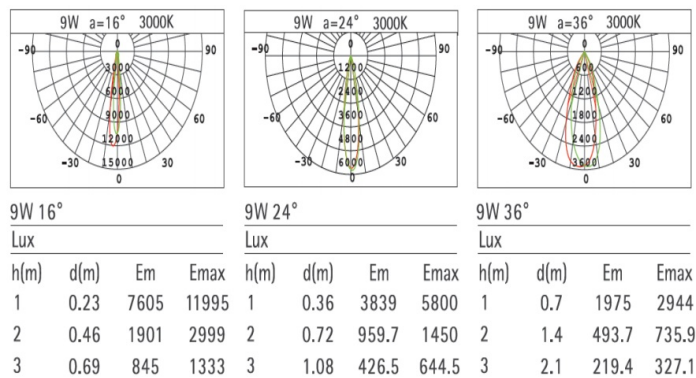 9W a=16° 3000K
0
-90 90
3000
6000
-60 9000 60
12000
-30 15000 30
0
9W 16°
Lux
h(m) d(m) Em Emax
1 0.23 7605 11995
2 0.46 1901 2999
3 0.69 845 1333
9W a=24° 3000K
0
-90 90
1200
2400
-60 3600 60
4800
-30 6000 30
0
9W 24°
Lux
h(m) d(m) Em Emax
1 0.36 3839 5800
2 0.72 959.7 1450
3 1.08 426.5 644.5
9W a=36° 3000K
0
-90 90
600
1200
-60 1800 60
2400
-30 3600 30
0
9W 36°
Lux
h(m) d(m) Em Emax
1 0.7 1975 2944
2 1.4 493.7 735.9
3 2.1 219.4 327.1